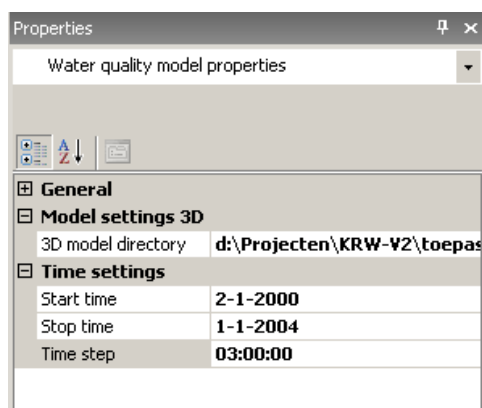 Properties
Water quality model properties
General
Model settings 3D
3D model directory d:\Projecten\KRW-V2\toepas
Time settings
Start time 2-1-2000
Stop time 1-1-2004
Time step 03:00:00